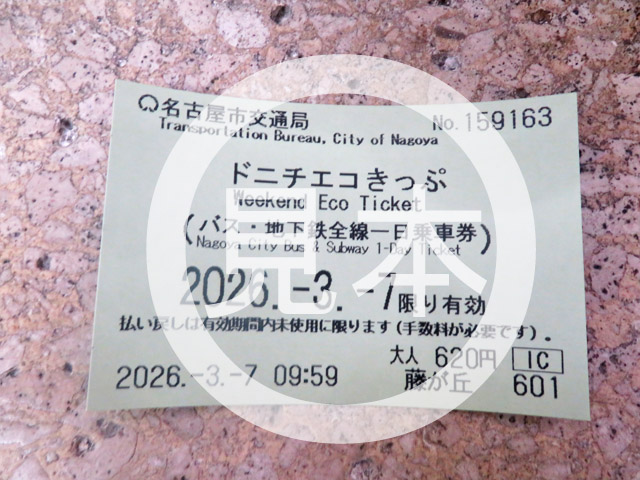 名古屋市交通局 No.159163
Transportation Bureau, City of Nagoya
ドニチエコきっぷ
Weekend Eco Ticket
(バス・地下鉄全線一日乗車券)
Nagoya City Bus & Subway 1-Day Ticket
2026.-3.-7限り有効
払い戻しは有効期間内未使用に限ります(手数料が必要です)。
大人 620円 IC
2026.-3.-7 09:59 藤が丘 601
見本